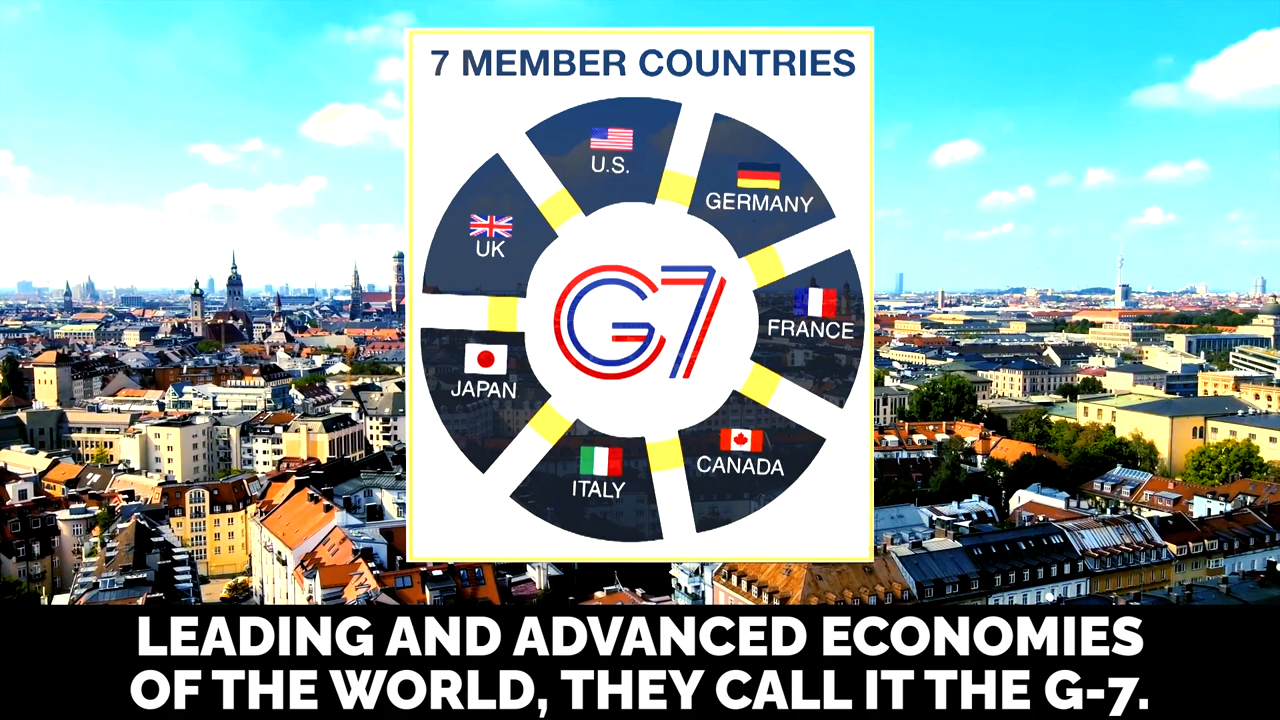 7 MEMBER COUNTRIES
U.S.
GERMANY
UK
FRANCE
G7
JAPAN
CANADA
ITALY
LEADING AND ADVANCED ECONOMIES
OF THE WORLD, THEY CALL IT THE G-7.